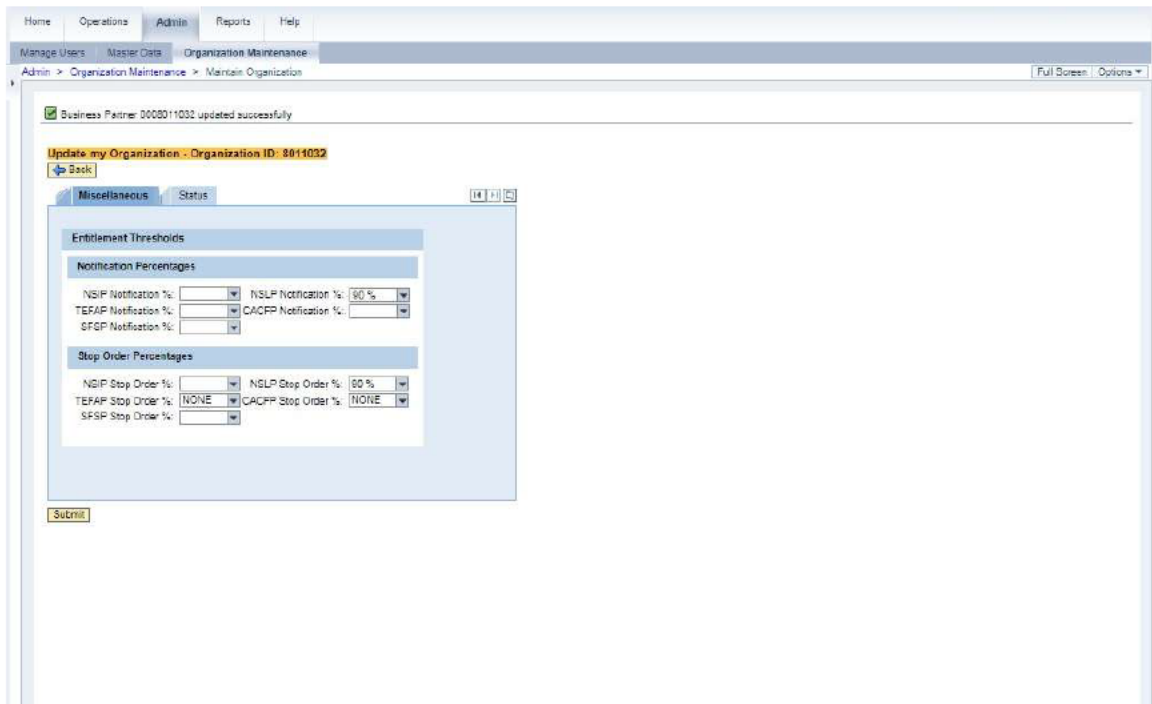 Home Operations Admin Reports Help
Manage Users Master Data Organization Maintenance
Admin > Organization Maintenance > Maintain Organization Full Screen Options
Business Partner 0008011032 updated successfully
Update my Organization - Organization ID: 8011032
Back
Miscellaneous Status
Entitlement Thresholds
Notification Percentages
NSIP Notification %: NSLP Notification %: 90 %
TEFAP Notification %: CACFP Notification %:
SFSP Notification %:
Stop Order Percentages
NSIP Stop Order %: NSLP Stop Order %: 90 %
TEFAP Stop Order %: NONE CACFP Stop Order %: NONE
SFSP Stop Order %:
Submit